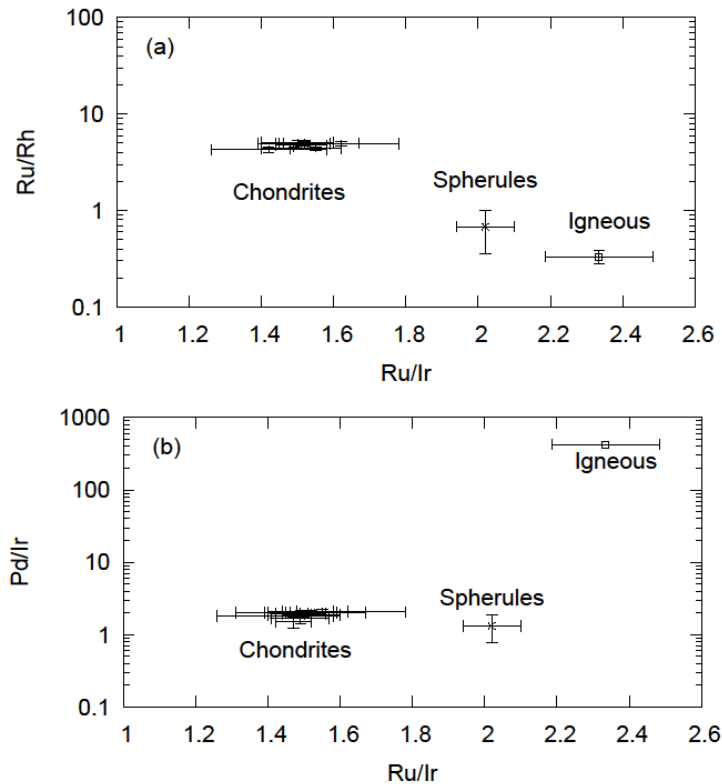 100
(a)
10
Ru/Rh
Chondrites
Spherules
1
Igneous
0.1
1 1.2 1.4 1.6 1.8 2 2.2 2.4 2.6
Ru/Ir
1000
(b)
Igneous
100
Pd/Ir
10
Spherules
1
Chondrites
0.1
1 1.2 1.4 1.6 1.8 2 2.2 2.4 2.6
Ru/Ir